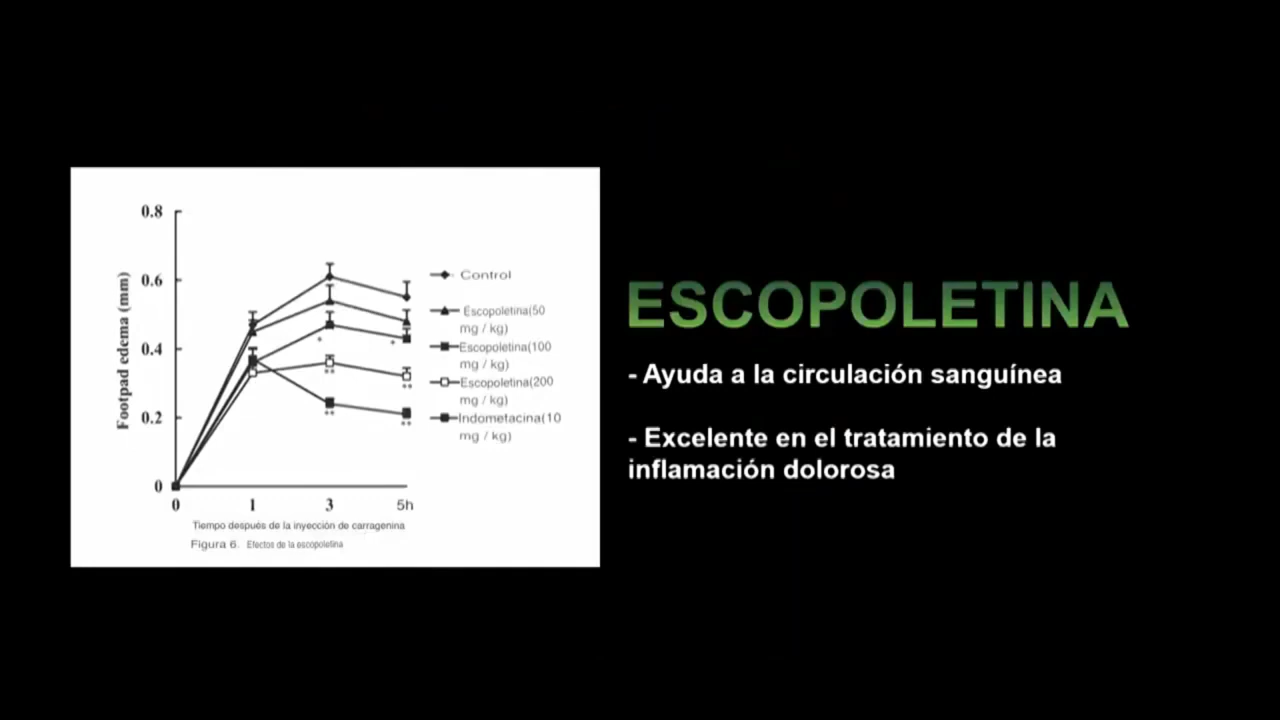 0.8
0.6
0.4
0.2
0
Footpad edema (mm)
0 1 3 5h
Tiempo después de la inyección de carragenina
Figura 6. Efectos de la escopoletina
Control
Escopoletina(50
mg / kg)
Escopoletina(100
mg / kg)
Escopoletina(200
mg / kg)
Indometacina(10
mg / kg)
*
*
**
**
**
**
ESCOPOLETINA
- Ayuda a la circulación sanguínea
- Excelente en el tratamiento de la
inflamación dolorosa